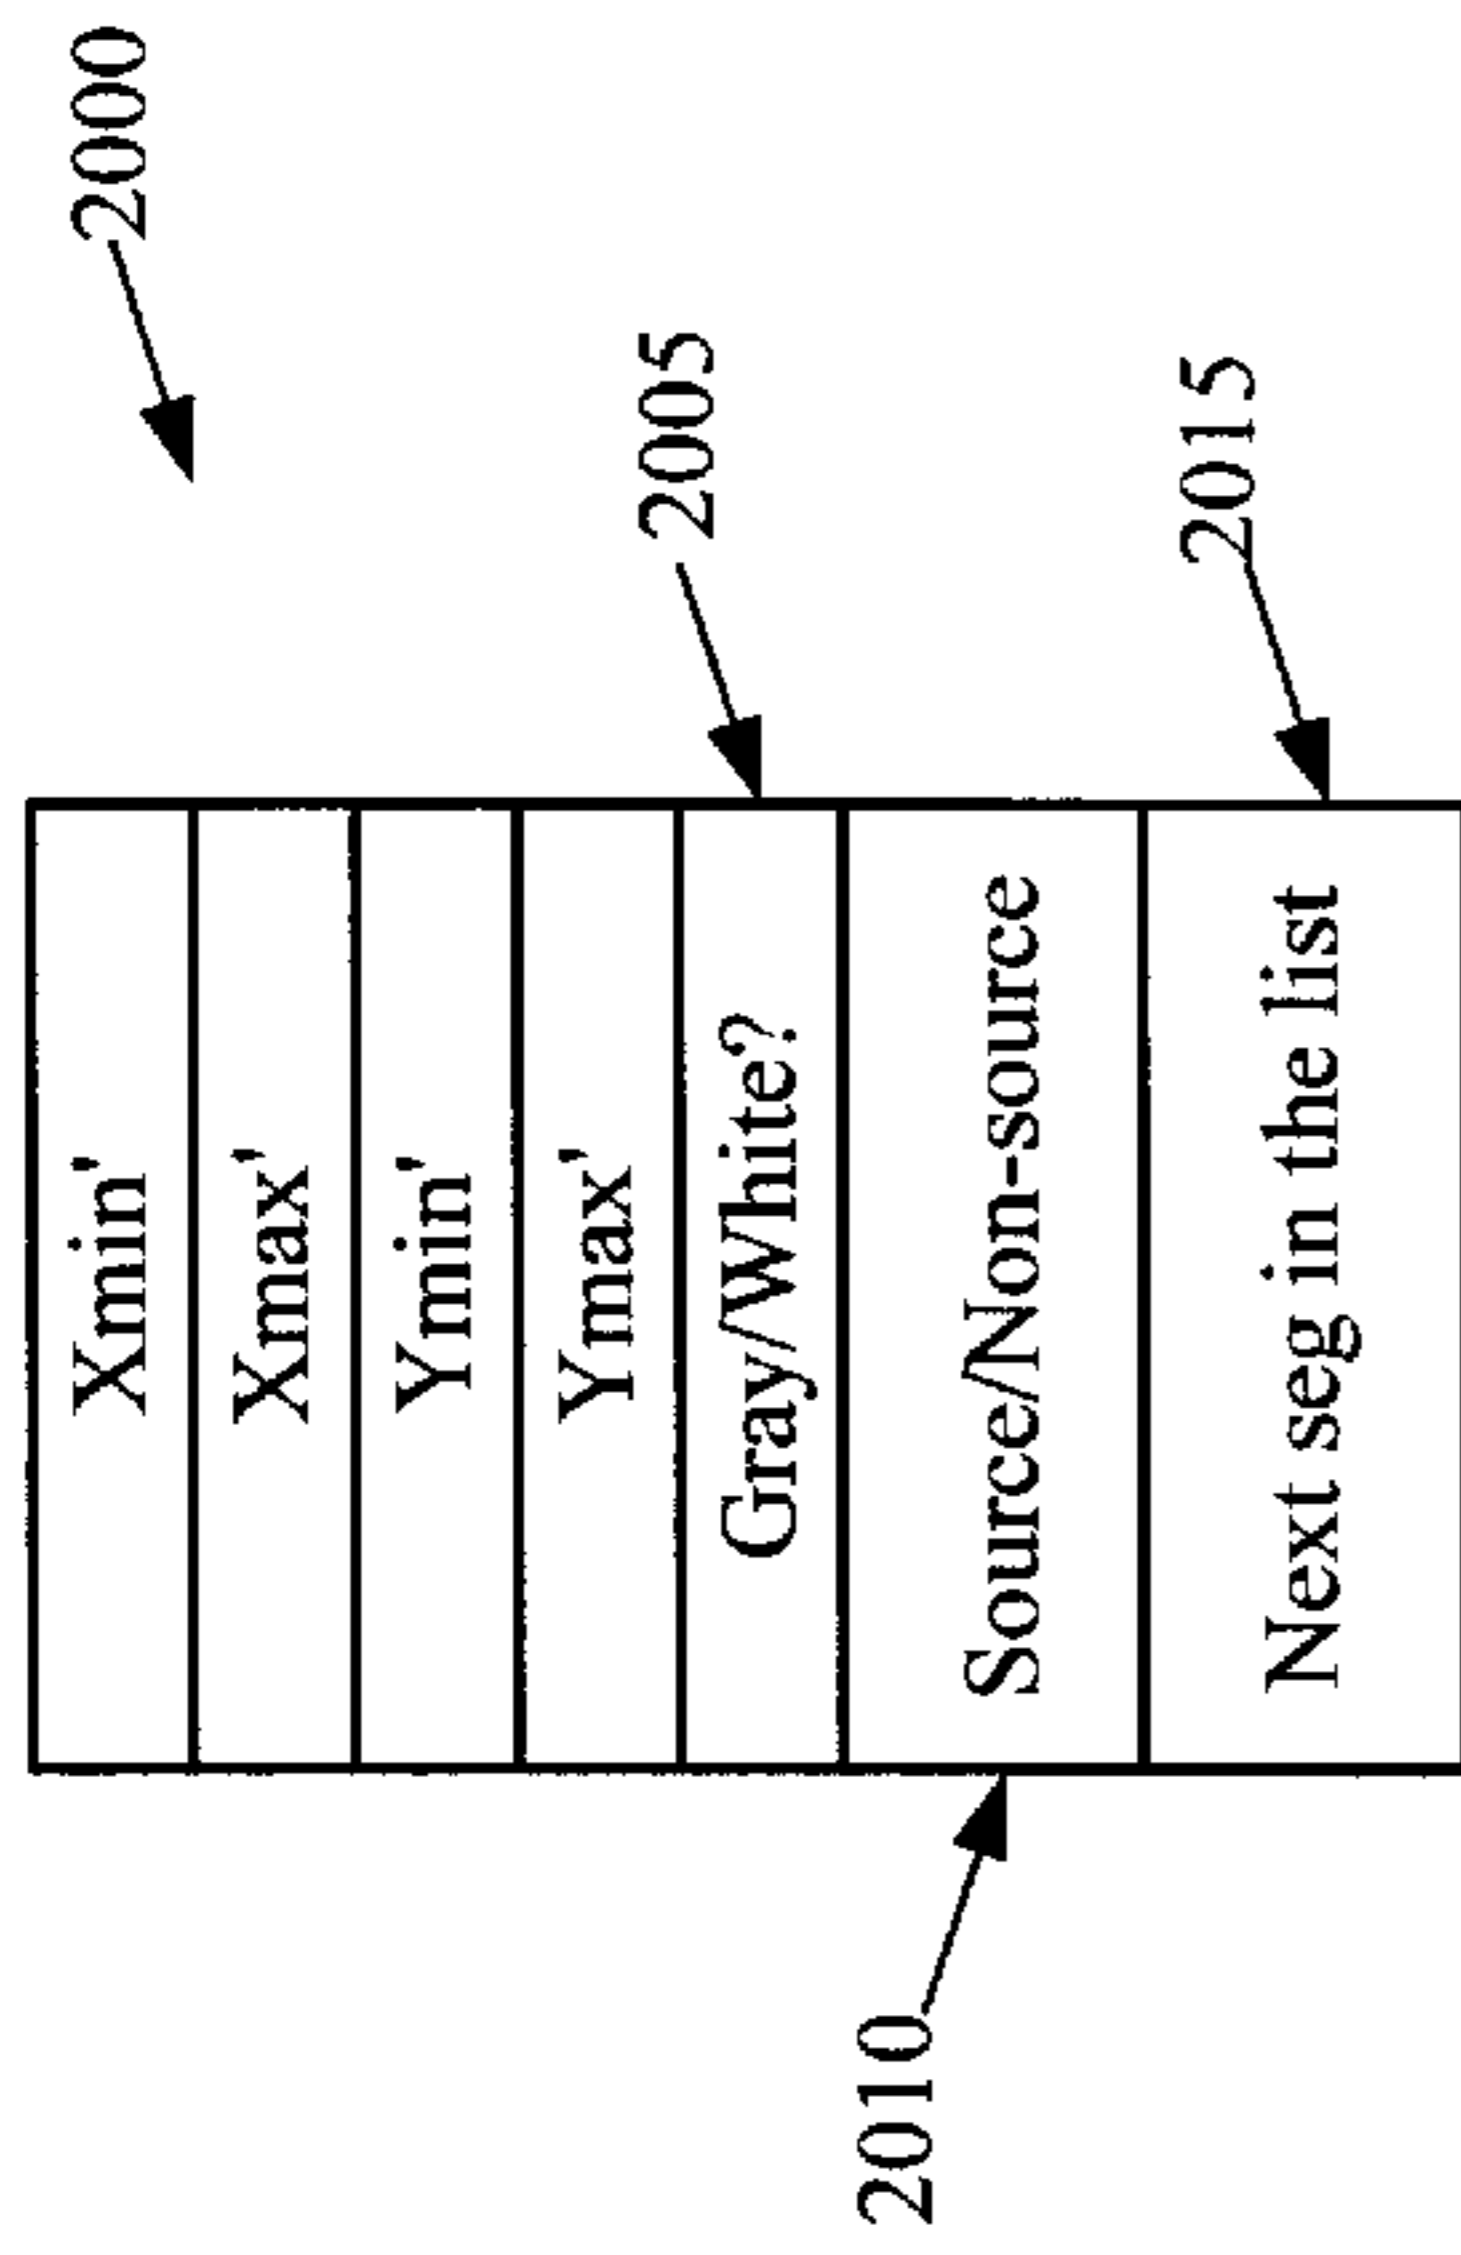 2000
Xmin'
Xmax'
Ymin'
Ymax'
Gray/White?
2005
2010
Source/Non-source
Next seg in the list
2015